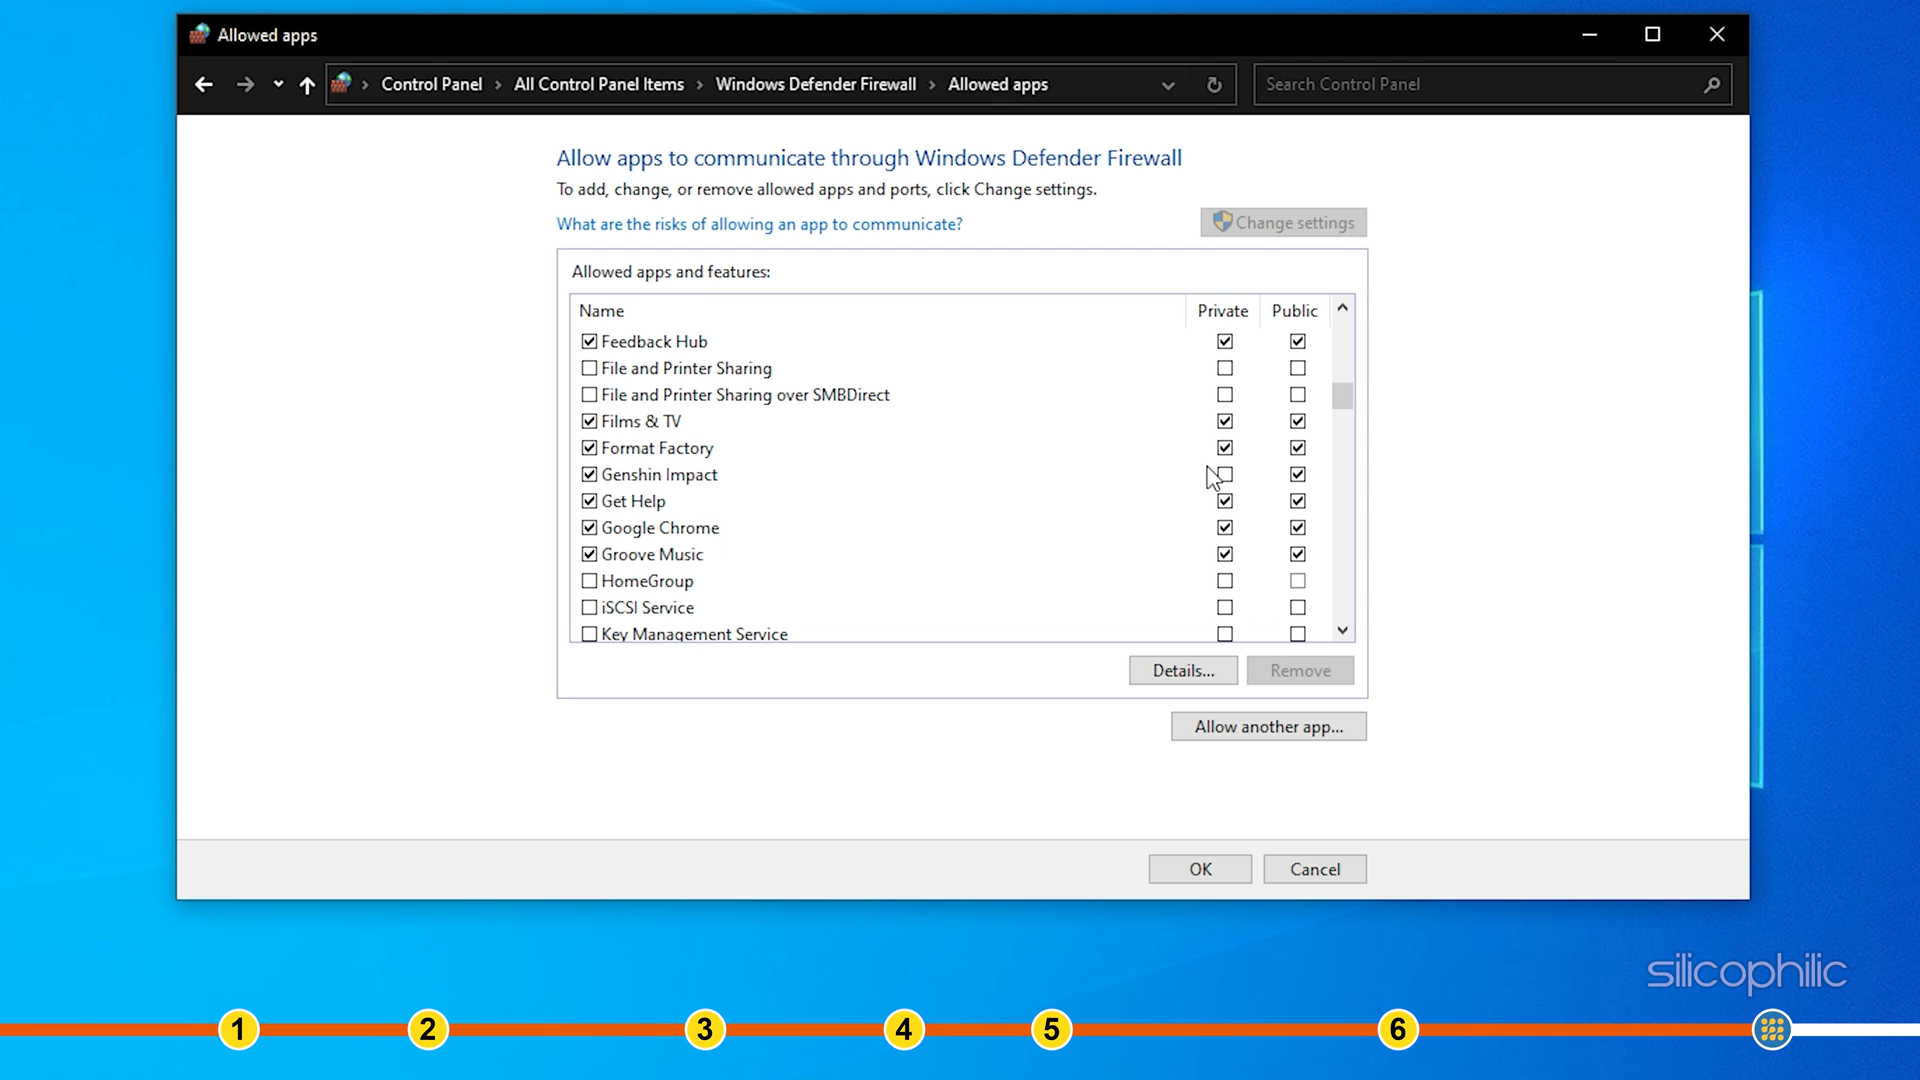 Allowed apps
Control Panel > All Control Panel Items > Windows Defender Firewall > Allowed apps
Search Control Panel
Allow apps to communicate through Windows Defender Firewall
To add, change, or remove allowed apps and ports, click Change settings.
What are the risks of allowing an app to communicate?
Change settings
Allowed apps and features:
Name Private Public
Feedback Hub
File and Printer Sharing
File and Printer Sharing over SMBDirect
Films & TV
Format Factory
Genshin Impact
Get Help
Google Chrome
Groove Music
HomeGroup
iSCSI Service
Key Management Service
Details... Remove
Allow another app...
OK Cancel
silicophilic
1 2 3 4 5 6